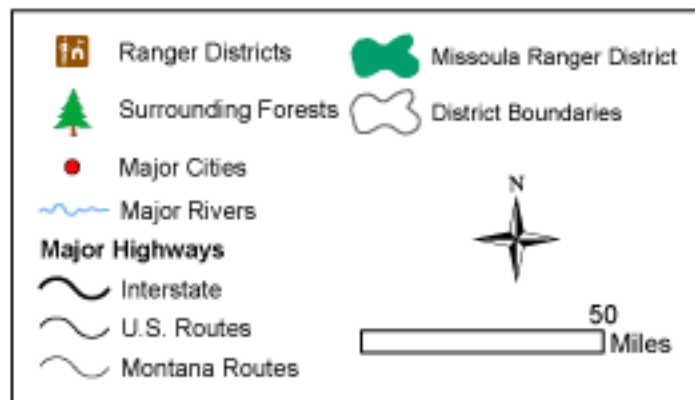 Ranger Districts
Surrounding Forests
Major Cities
Major Rivers
Major Highways
Interstate
U.S. Routes
Montana Routes
Missoula Ranger District
District Boundaries
N
50
Miles